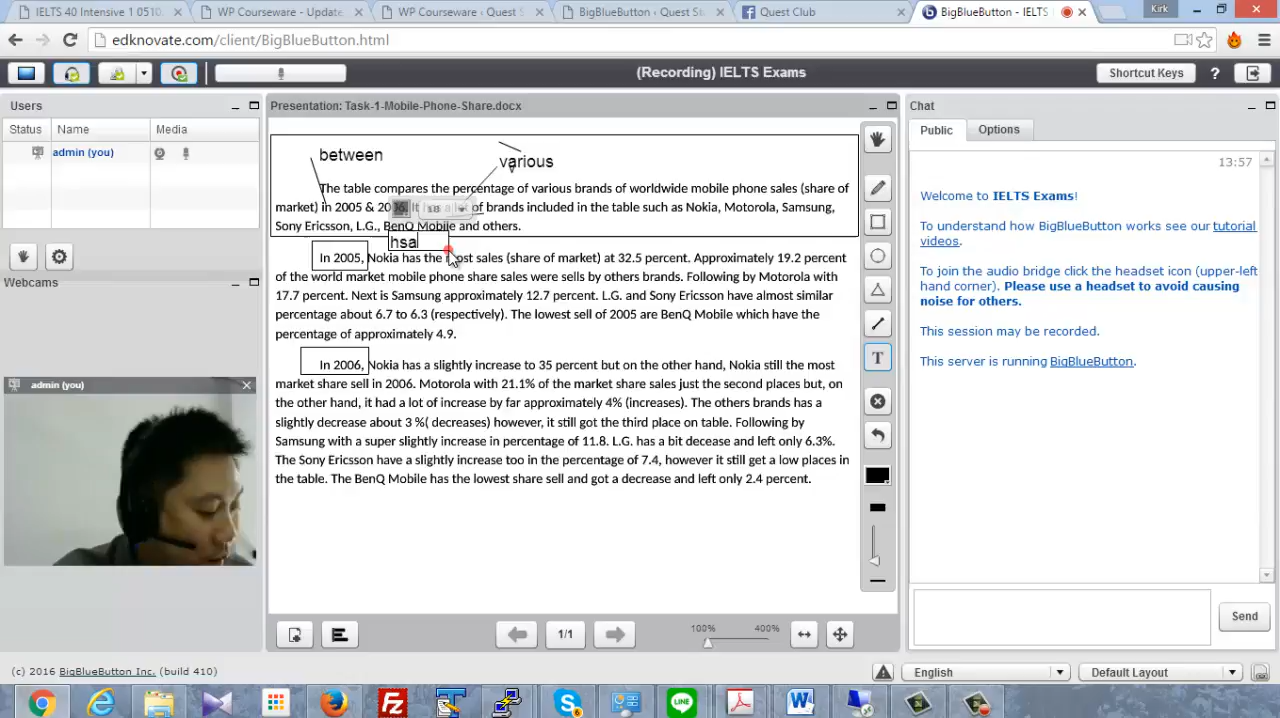 IELTS 40 Intensive 1 0510
WP Courseware - Update
WP Courseware ‹ Quest S
BigBlueButton ‹ Quest St
Quest Club
BigBlueButton - IELTS
Kirk
edknovate.com/client/BigBlueButton.html
(Recording) IELTS Exams
Shortcut Keys
?
Users
Status Name Media
admin (you)
Webcams
admin (you)
Presentation: Task-1-Mobile-Phone-Share.docx
between
various
The table compares the percentage of various brands of worldwide mobile phone sales (share of
market) in 2005 & 2006. It has a lot of brands included in the table such as Nokia, Motorola, Samsung,
Sony Ericsson, L.G., BenQ Mobile and others.
hsa
In 2005, Nokia has the most sales (share of market) at 32.5 percent. Approximately 19.2 percent
of the world market mobile phone share sales were sells by others brands. Following by Motorola with
17.7 percent. Next is Samsung approximately 12.7 percent. L.G. and Sony Ericsson have almost similar
percentage about 6.7 to 6.3 (respectively). The lowest sell of 2005 are BenQ Mobile which have the
percentage of approximately 4.9.
In 2006, Nokia has a slightly increase to 35 percent but on the other hand, Nokia still the most
market share sell in 2006. Motorola with 21.1% of the market share sales just the second places but, on
the other hand, it had a lot of increase by far approximately 4% (increases). The others brands has a
slightly decrease about 3 %( decreases) however, it still got the third place on table. Following by
Samsung with a super slightly increase in percentage of 11.8. L.G. has a bit decease and left only 6.3%.
The Sony Ericsson have a slightly increase too in the percentage of 7.4, however it still get a low places in
the table. The BenQ Mobile has the lowest share sell and got a decrease and left only 2.4 percent.
T
1/1
100% 400%
Chat
Public Options
13:57
Welcome to IELTS Exams!
To understand how BigBlueButton works see our tutorial
videos.
To join the audio bridge click the headset icon (upper-left
hand corner). Please use a headset to avoid causing
noise for others.
This session may be recorded.
This server is running BigBlueButton.
Send
(c) 2016 BigBlueButton Inc. (build 410)
English
Default Layout